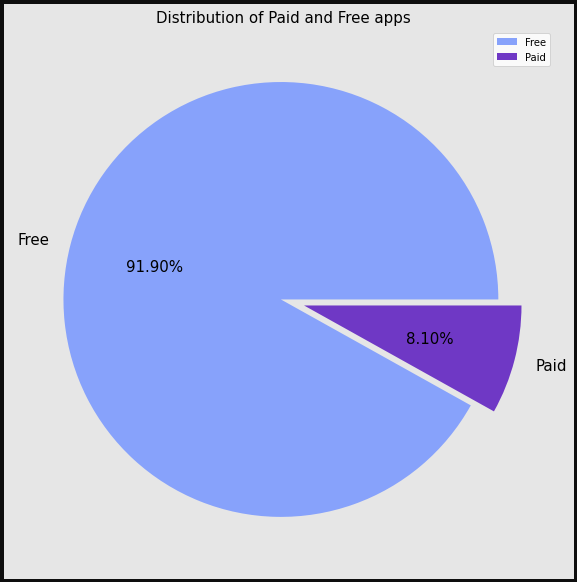 Distribution of Paid and Free apps
Free
Paid
Free
91.90%
8.10%
Paid